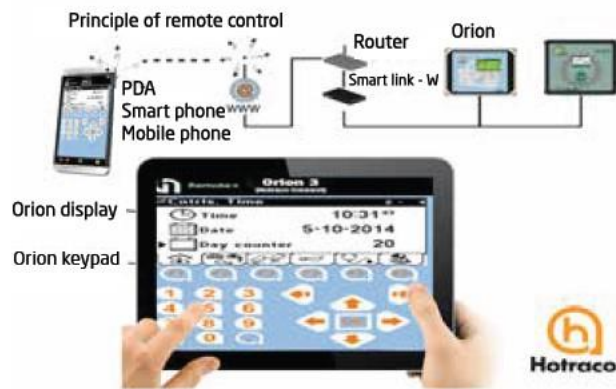 Principle of remote control
Router
Orion
Smart link - W
PDA
Smart phone
Mobile phone
WWW
Orion 3
Time 10:31
Orion display
Date 5-10-2014
Day counter 20
Orion keypad
1 2 3
4 5 6
8 9
0
Hotraco